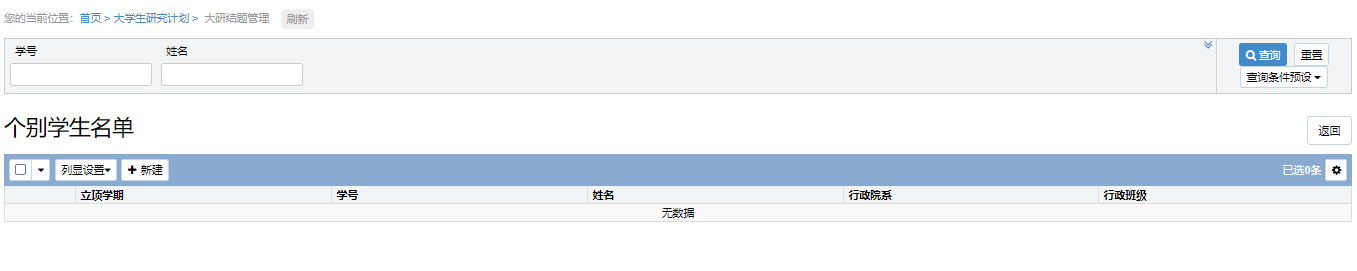 您的当前位置：首页 > 大学生研究计划 > 大研结题管理 刷新
学号 姓名
查询 重置
查询条件预设
个别学生名单
返回
列显设置 新建 已选0条
立顶学期 学号 姓名 行政院系 行政班级
无数据